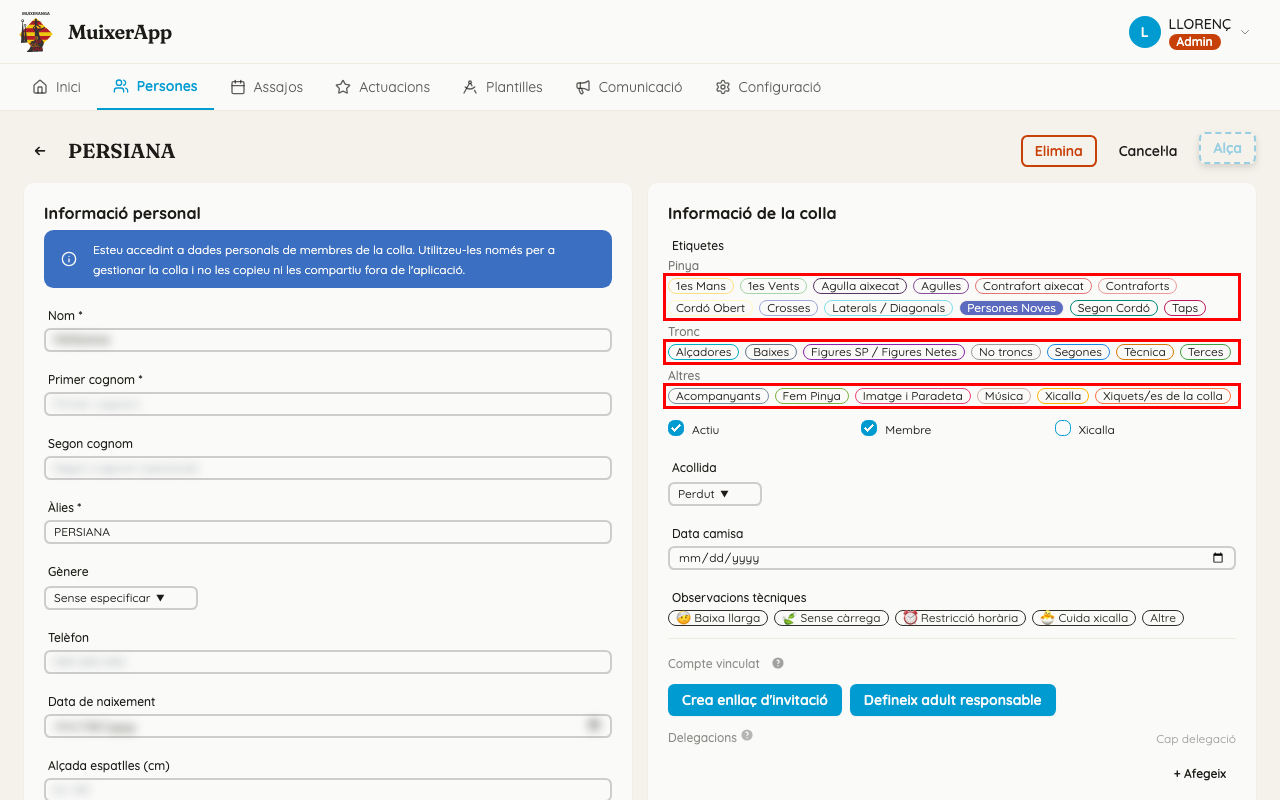 MUIXERANGA
MuixerApp
L
LLORENÇ
Admin
Inici
Persones
Assajos
Actuacions
Plantilles
Comunicació
Configuració
PERSIANA
Elimina
Cancel·la
Alça
Informació personal
Esteu accedint a dades personals de membres de la colla. Utilitzeu-les només per a
gestionar la colla i no les copieu ni les compartiu fora de l'aplicació.
Nom *
Primer cognom *
Segon cognom
Àlies *
PERSIANA
Gènere
Sense especificar ▼
Telèfon
Data de naixement
Alçada espatlles (cm)
Informació de la colla
Etiquetes
Pinya
1es Mans
1es Vents
Agulla aixecat
Agulles
Contrafort aixecat
Contraforts
Cordó Obert
Crosses
Laterals / Diagonals
Persones Noves
Segon Cordó
Taps
Tronc
Alçadores
Baixes
Figures SP / Figures Netes
No troncs
Segones
Tècnica
Terces
Altres
Acompanyants
Fem Pinya
Imatge i Paradeta
Música
Xicalla
Xiquets/es de la colla
Actiu
Membre
Xicalla
Acollida
Perdut ▼
Data camisa
mm/dd/yyyy
Observacions tècniques
🤕 Baixa llarga
🍃 Sense càrrega
⏰ Restricció horària
🐣 Cuida xicalla
Altre
Compte vinculat ?
Crea enllaç d'invitació
Defineix adult responsable
Delegacions ?
Cap delegació
+ Afegeix